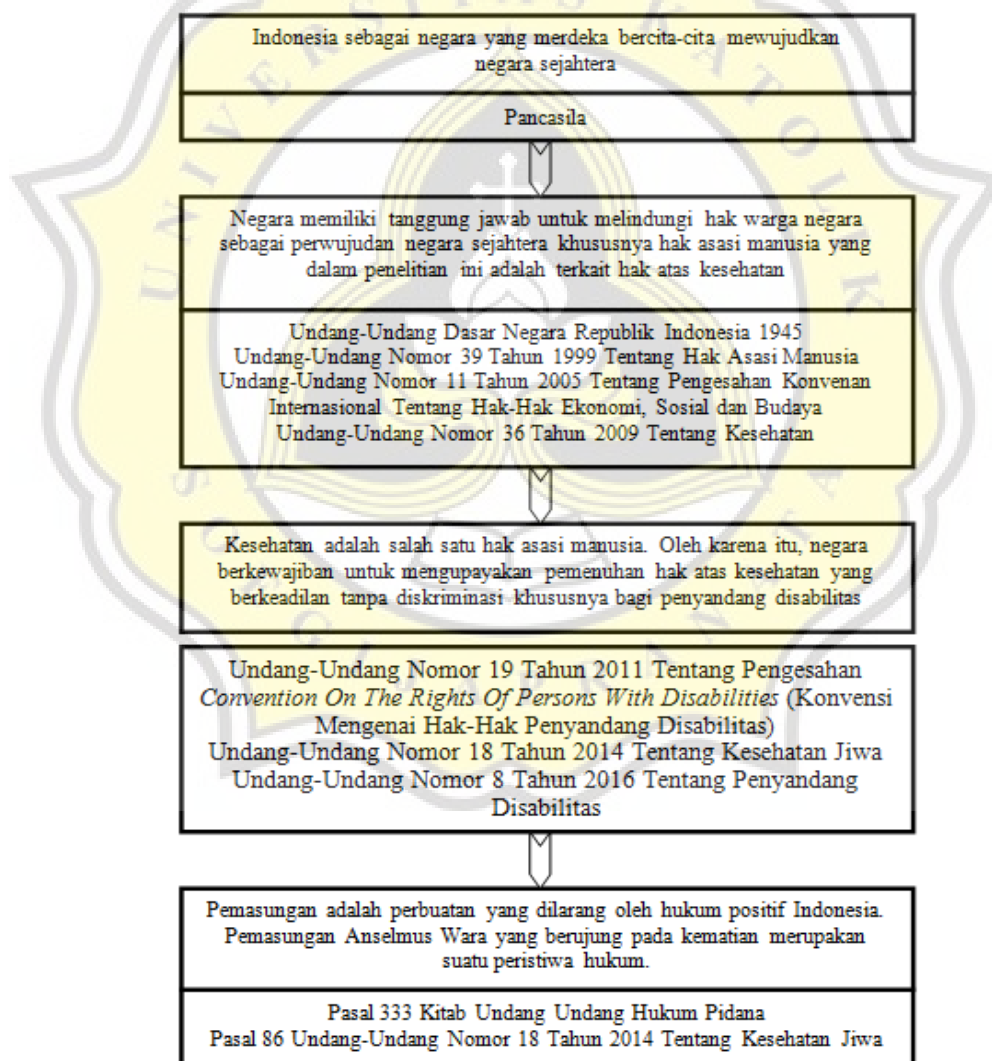 Indonesia sebagai negara yang merdeka bercita-cita mewujudkan
negara sejahtera
Pancasila
Negara memiliki tanggung jawab untuk melindungi hak warga negara
sebagai perwujudan negara sejahtera khususnya hak asasi manusia yang
dalam penelitian ini adalah terkait hak atas kesehatan
Undang-Undang Dasar Negara Republik Indonesia 1945
Undang-Undang Nomor 39 Tahun 1999 Tentang Hak Asasi Manusia
Undang-Undang Nomor 11 Tahun 2005 Tentang Pengesahan Konvenan
Internasional Tentang Hak-Hak Ekonomi, Sosial dan Budaya
Undang-Undang Nomor 36 Tahun 2009 Tentang Kesehatan
Kesehatan adalah salah satu hak asasi manusia. Oleh karena itu, negara
berkewajiban untuk mengupayakan pemenuhan hak atas kesehatan yang
berkeadilan tanpa diskriminasi khususnya bagi penyandang disabilitas
Undang-Undang Nomor 19 Tahun 2011 Tentang Pengesahan
Convention On The Rights Of Persons With Disabilities (Konvensi
Mengenai Hak-Hak Penyandang Disabilitas)
Undang-Undang Nomor 18 Tahun 2014 Tentang Kesehatan Jiwa
Undang-Undang Nomor 8 Tahun 2016 Tentang Penyandang
Disabilitas
Pemasungan adalah perbuatan yang dilarang oleh hukum positif Indonesia.
Pemasungan Anselmus Wara yang berujung pada kematian merupakan
suatu peristiwa hukum.
Pasal 333 Kitab Undang Undang Hukum Pidana
Pasal 86 Undang-Undang Nomor 18 Tahun 2014 Tentang Kesehatan Jiwa
UNIVERSITAS KATOLIK
SOEGIJAPRANATA